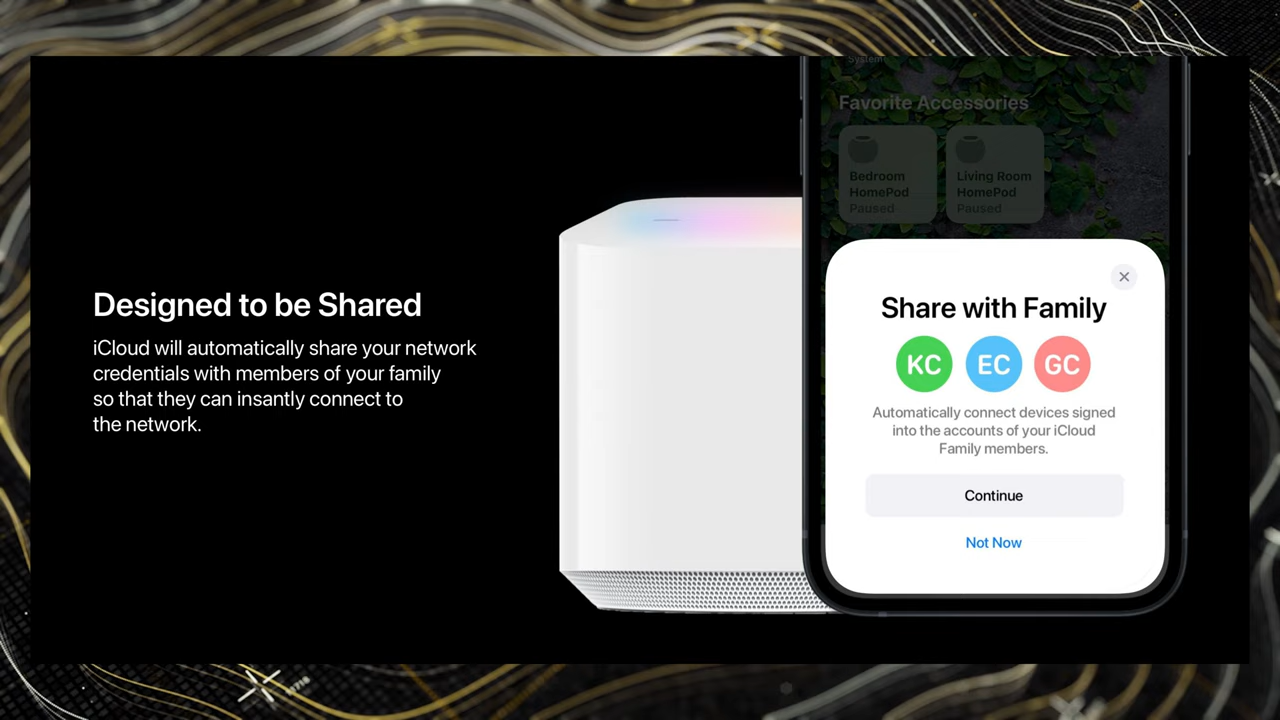 System
Favorite Accessories
Bedroom
HomePod
Paused
Living Room
HomePod
Paused
Designed to be Shared
iCloud will automatically share your network
credentials with members of your family
so that they can insantly connect to
the network.
Share with Family
KC EC GC
Automatically connect devices signed
into the accounts of your iCloud
Family members.
Continue
Not Now